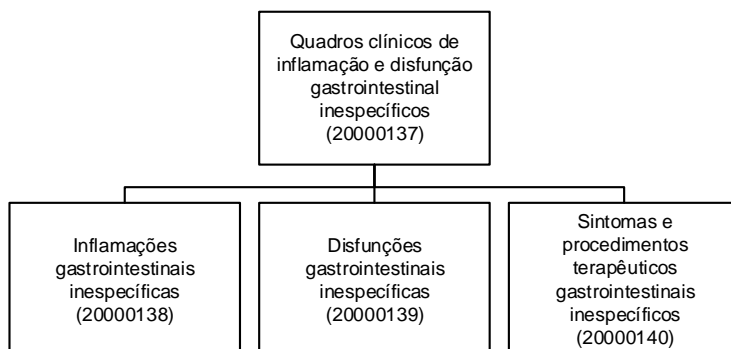 Quadros clínicos de
inflamação e disfunção
gastrointestinal
inespecíficos
(20000137)
Inflamações
gastrointestinais
inespecíficas
(20000138)
Disfunções
gastrointestinais
inespecíficas
(20000139)
Sintomas e
procedimentos
terapêuticos
gastrointestinais
inespecíficos
(20000140)